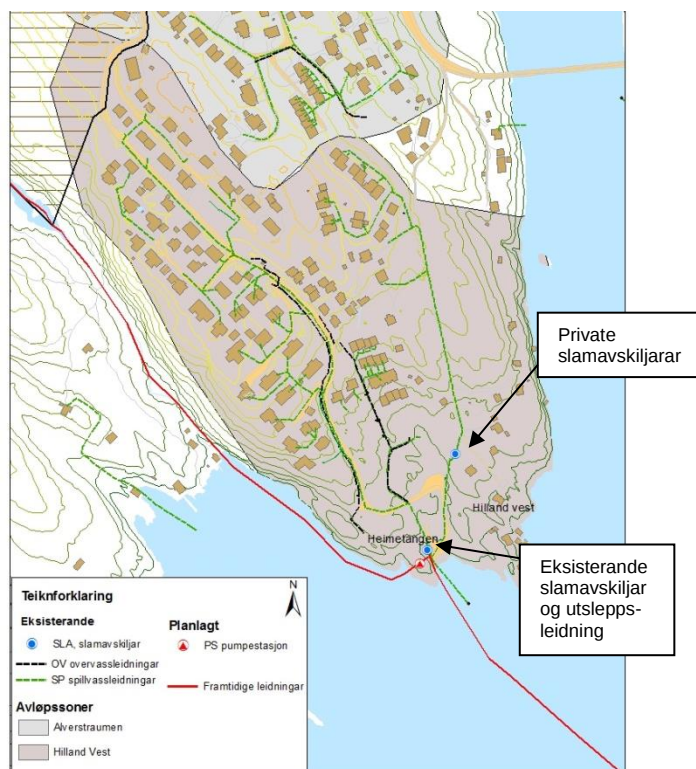 Private
slamavskiljarar
Hilland vest
Heimetangen
Eksisterande
slamavskiljar
og utslepps-
leidning
Teiknforklaring
N
Eksisterande
Planlagt
SLA, slamavskiljar
PS pumpestasjon
OV overvassleidningar
SP spillvassleidningar
Framtidige leidningar
Avløpssoner
Alverstraumen
Hilland Vest